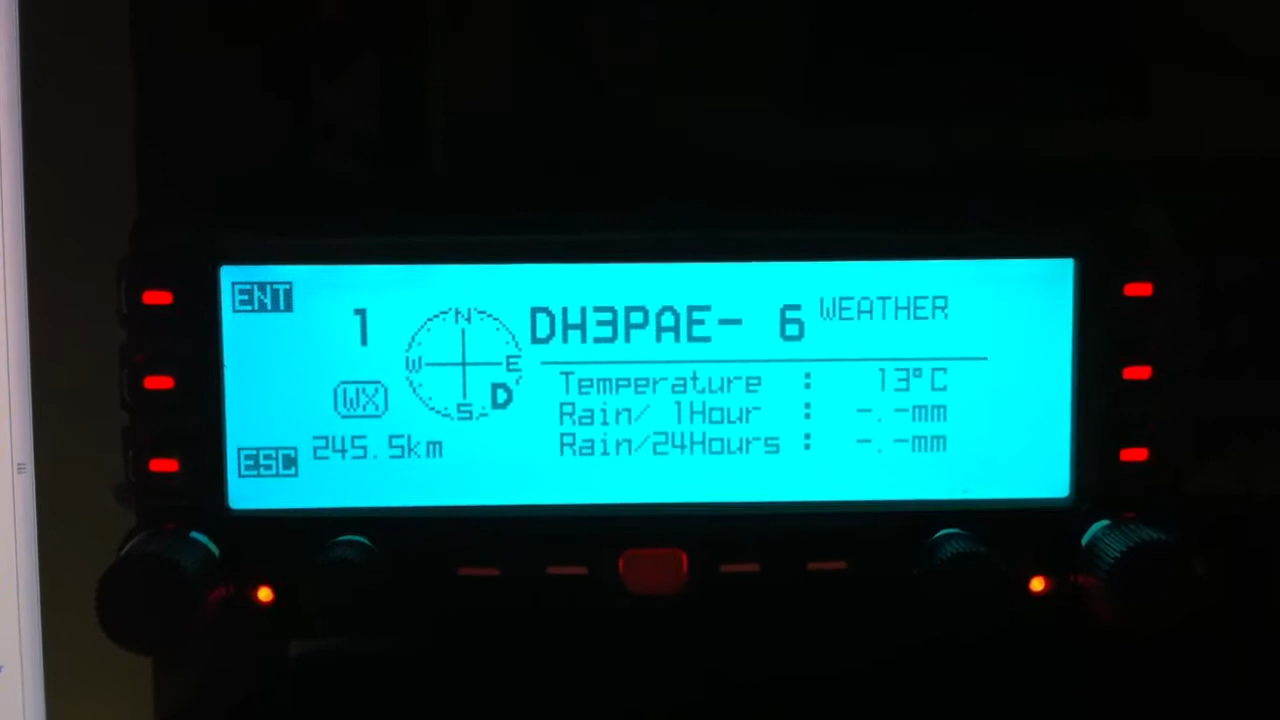 ENT
1
N
W E
S D
WX
245.5km
ESC
DH3PAE- 6 WEATHER
Temperature : 13°C
Rain/ 1Hour : -.-mm
Rain/24Hours : -.-mm